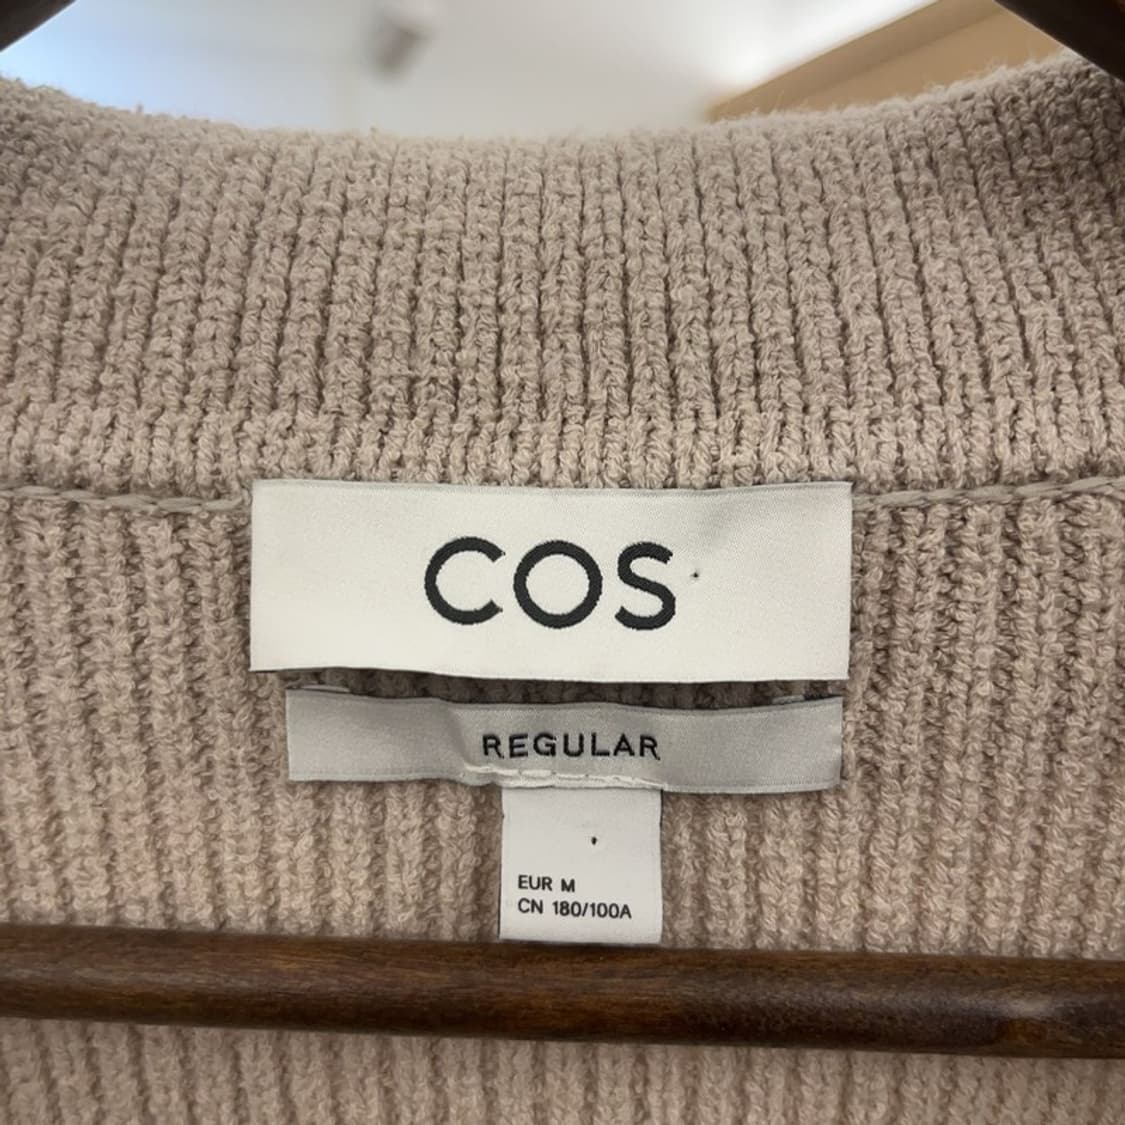 COS
REGULAR
EUR M
CN 180/100A